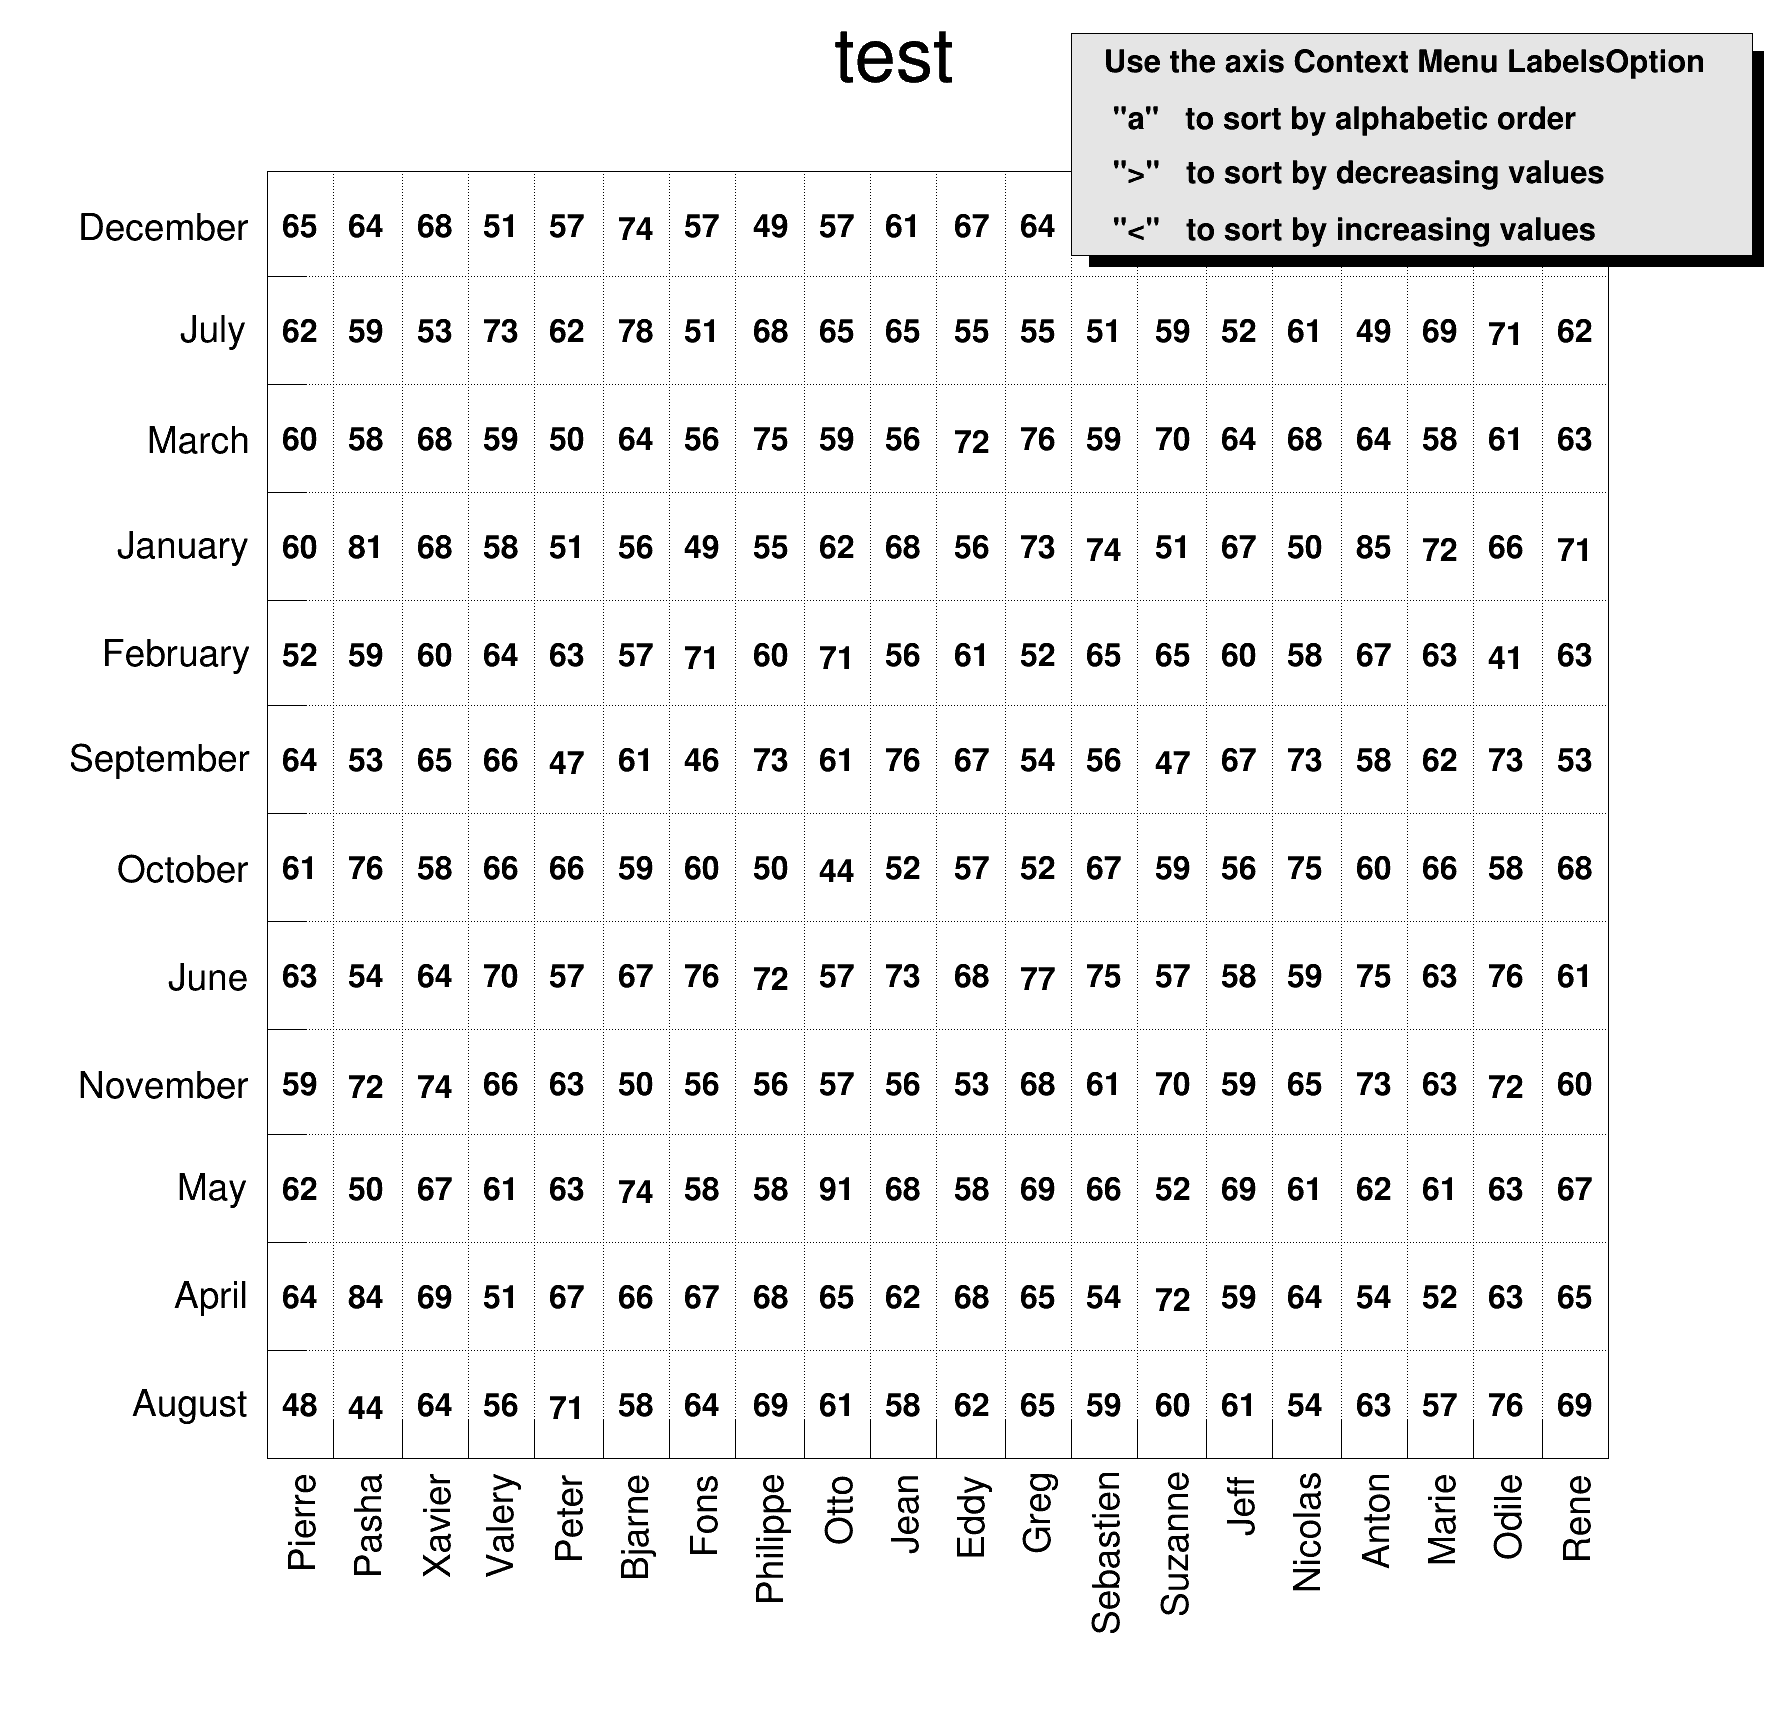 test
Use the axis Context Menu LabelsOption
"a" to sort by alphabetic order
">" to sort by decreasing values
"<" to sort by increasing values
December 65 64 68 51 57 74 57 49 57 61 67 64
July 62 59 53 73 62 78 51 68 65 65 55 55 51 59 52 61 49 69 71 62
March 60 58 68 59 50 64 56 75 59 56 72 76 59 70 64 68 64 58 61 63
January 60 81 68 58 51 56 49 55 62 68 56 73 74 51 67 50 85 72 66 71
February 52 59 60 64 63 57 71 60 71 56 61 52 65 65 60 58 67 63 41 63
September 64 53 65 66 47 61 46 73 61 76 67 54 56 47 67 73 58 62 73 53
October 61 76 58 66 66 59 60 50 44 52 57 52 67 59 56 75 60 66 58 68
June 63 54 64 70 57 67 76 72 57 73 68 77 75 57 58 59 75 63 76 61
November 59 72 74 66 63 50 56 56 57 56 53 68 61 70 59 65 73 63 72 60
May 62 50 67 61 63 74 58 58 91 68 58 69 66 52 69 61 62 61 63 67
April 64 84 69 51 67 66 67 68 65 62 68 65 54 72 59 64 54 52 63 65
August 48 44 64 56 71 58 64 69 61 58 62 65 59 60 61 54 63 57 76 69
Pierre Pasha Xavier Valery Peter Bjarne Fons Philippe Otto Jean Eddy Greg Sebastien Suzanne Jeff Nicolas Anton Marie Odile Rene